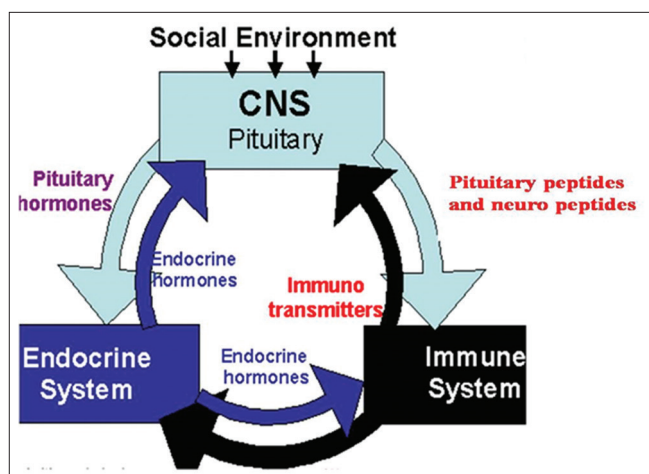 Social Environment
CNS
Pituitary
Pituitary
hormones
Pituitary peptides
and neuro peptides
Endocrine
hormones
Immuno
transmitters
Endocrine
System
Endocrine
hormones
Immune
System